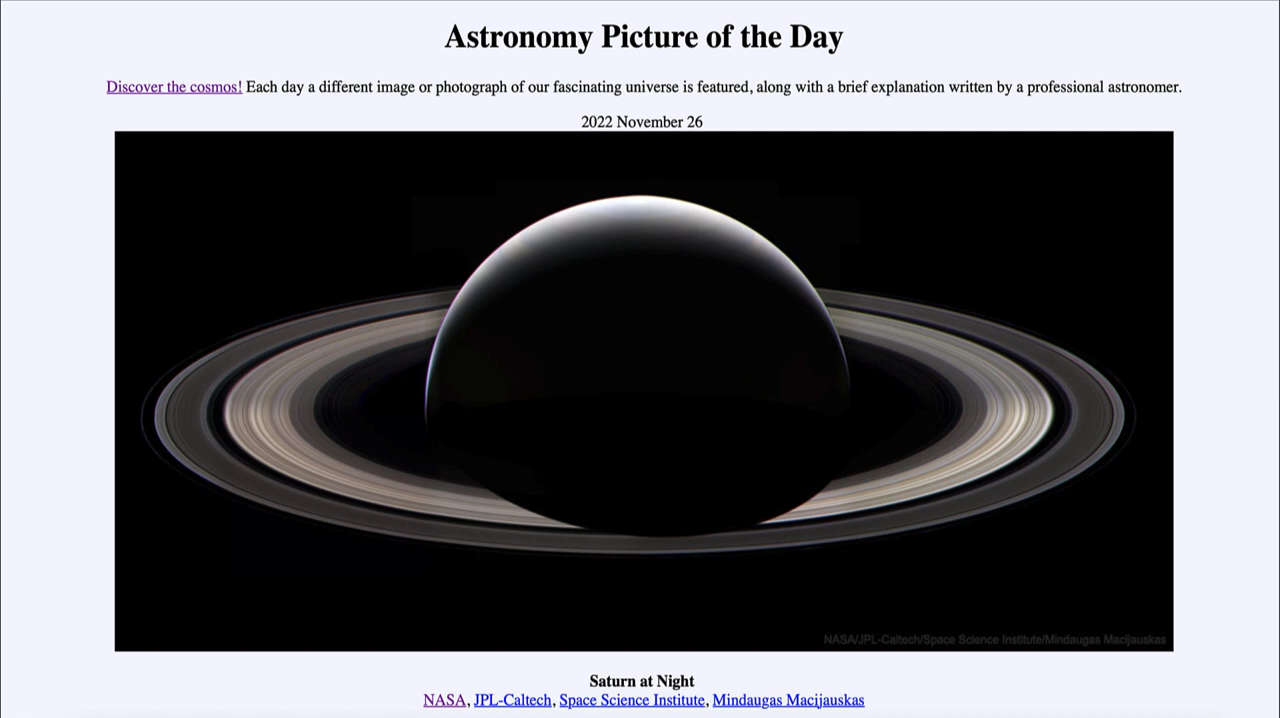 Astronomy Picture of the Day
Discover the cosmos! Each day a different image or photograph of our fascinating universe is featured, along with a brief explanation written by a professional astronomer.
2022 November 26
NASA/JPL-Caltech/Space Science Institute/Mindaugas Macijauskas
Saturn at Night
NASA, JPL-Caltech, Space Science Institute, Mindaugas Macijauskas